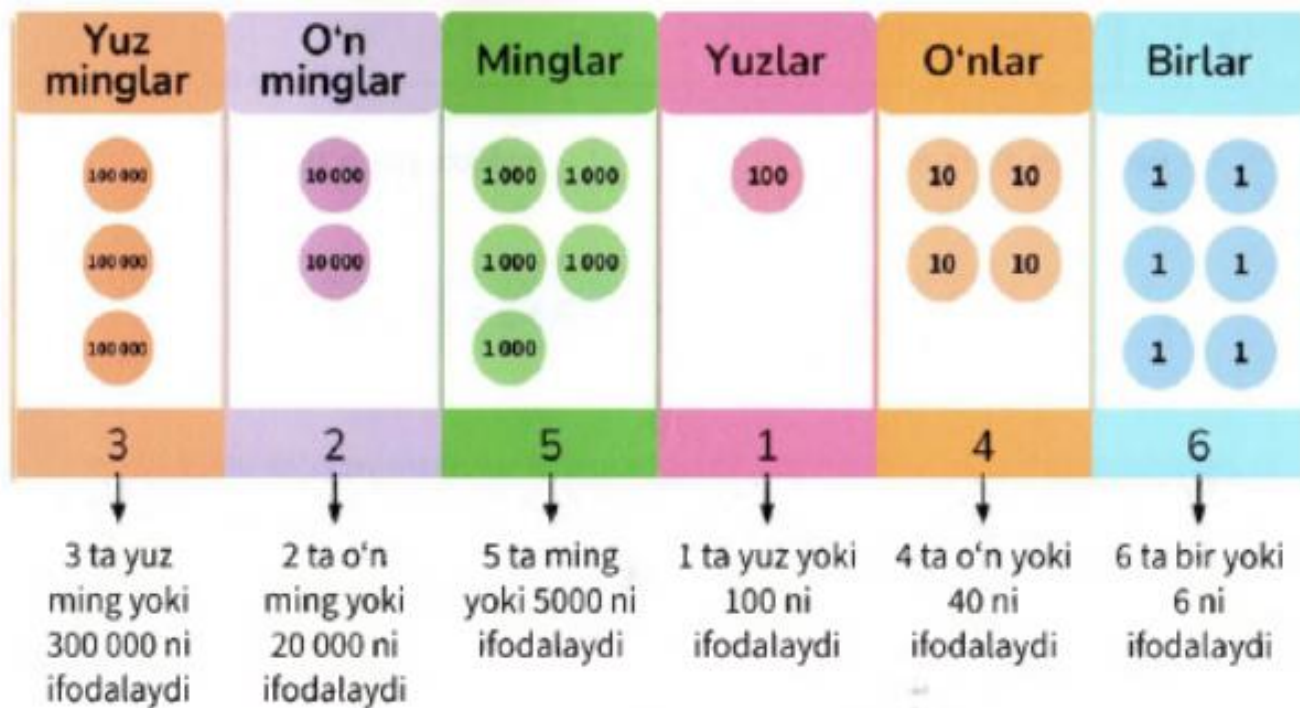 Yuz minglar
O‘n minglar
Minglar
Yuzlar
O‘nlar
Birlar
100 000
100 000
100 000
10 000
10 000
1 000 1 000
1 000 1 000
1 000
100
10 10
10 10
1 1
1 1
1 1
3 2 5 1 4 6
3 ta yuz
ming yoki
300 000 ni
ifodalaydi
2 ta o‘n
ming yoki
20 000 ni
ifodalaydi
5 ta ming
yoki 5000 ni
ifodalaydi
1 ta yuz yoki
100 ni
ifodalaydi
4 ta o‘n yoki
40 ni
ifodalaydi
6 ta bir yoki
6 ni
ifodalaydi